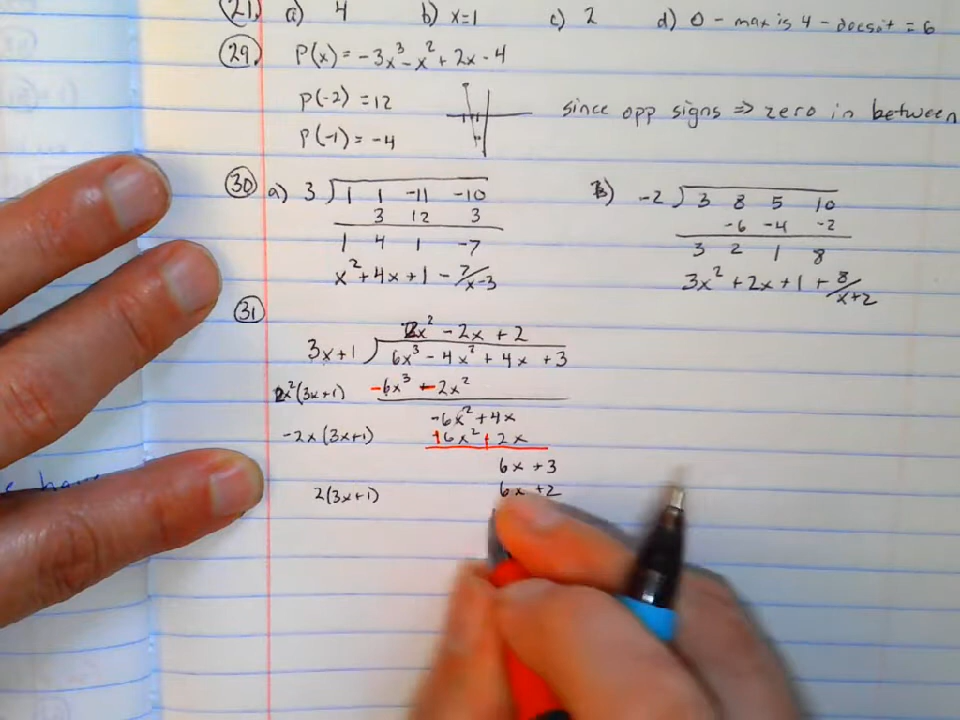 21. a) 4 b) x=1 c) 2 d) 0 - max is 4 - doesn't = 6
29. P(x) = -3x³ - x² + 2x - 4
P(-2) = 12
P(-1) = -4
since opp signs ⇒ zero in between
30 a) 3 ) 1 1 -11 -10
3 12 3
1 4 1 -7
x² + 4x + 1 - 7/x-3
B) -2 ) 3 8 5 10
-6 -4 -2
3 2 1 8
3x² + 2x + 1 + 8/x+2
31
2x² - 2x + 2
3x+1 ) 6x³ - 4x² + 4x + 3
2x²(3x+1) -6x³ - 2x²
-6x² + 4x
-2x(3x+1) +6x² + 2x
6x + 3
2(3x+1) 6x + 2